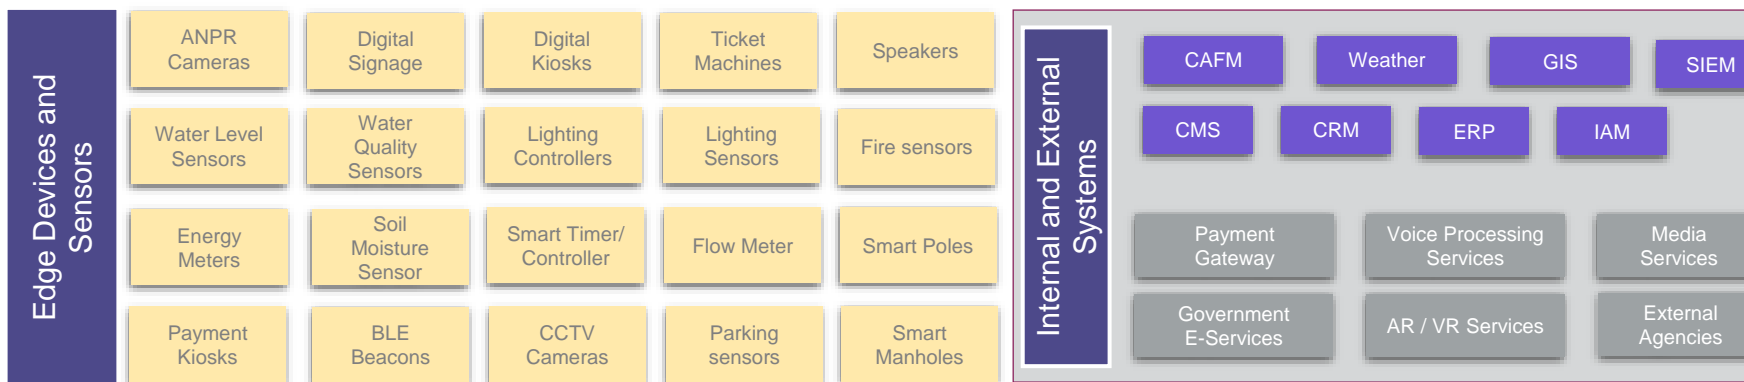 Edge Devices and
Sensors
ANPR
Cameras
Digital
Signage
Digital
Kiosks
Ticket
Machines
Speakers
Water Level
Sensors
Water
Quality
Sensors
Lighting
Controllers
Lighting
Sensors
Fire sensors
Energy
Meters
Soil
Moisture
Sensor
Smart Timer/
Controller
Flow Meter
Smart Poles
Payment
Kiosks
BLE
Beacons
CCTV
Cameras
Parking
sensors
Smart
Manholes
Internal and External
Systems
CAFM
Weather
GIS
SIEM
CMS
CRM
ERP
IAM
Payment
Gateway
Voice Processing
Services
Media
Services
Government
E-Services
AR / VR Services
External
Agencies